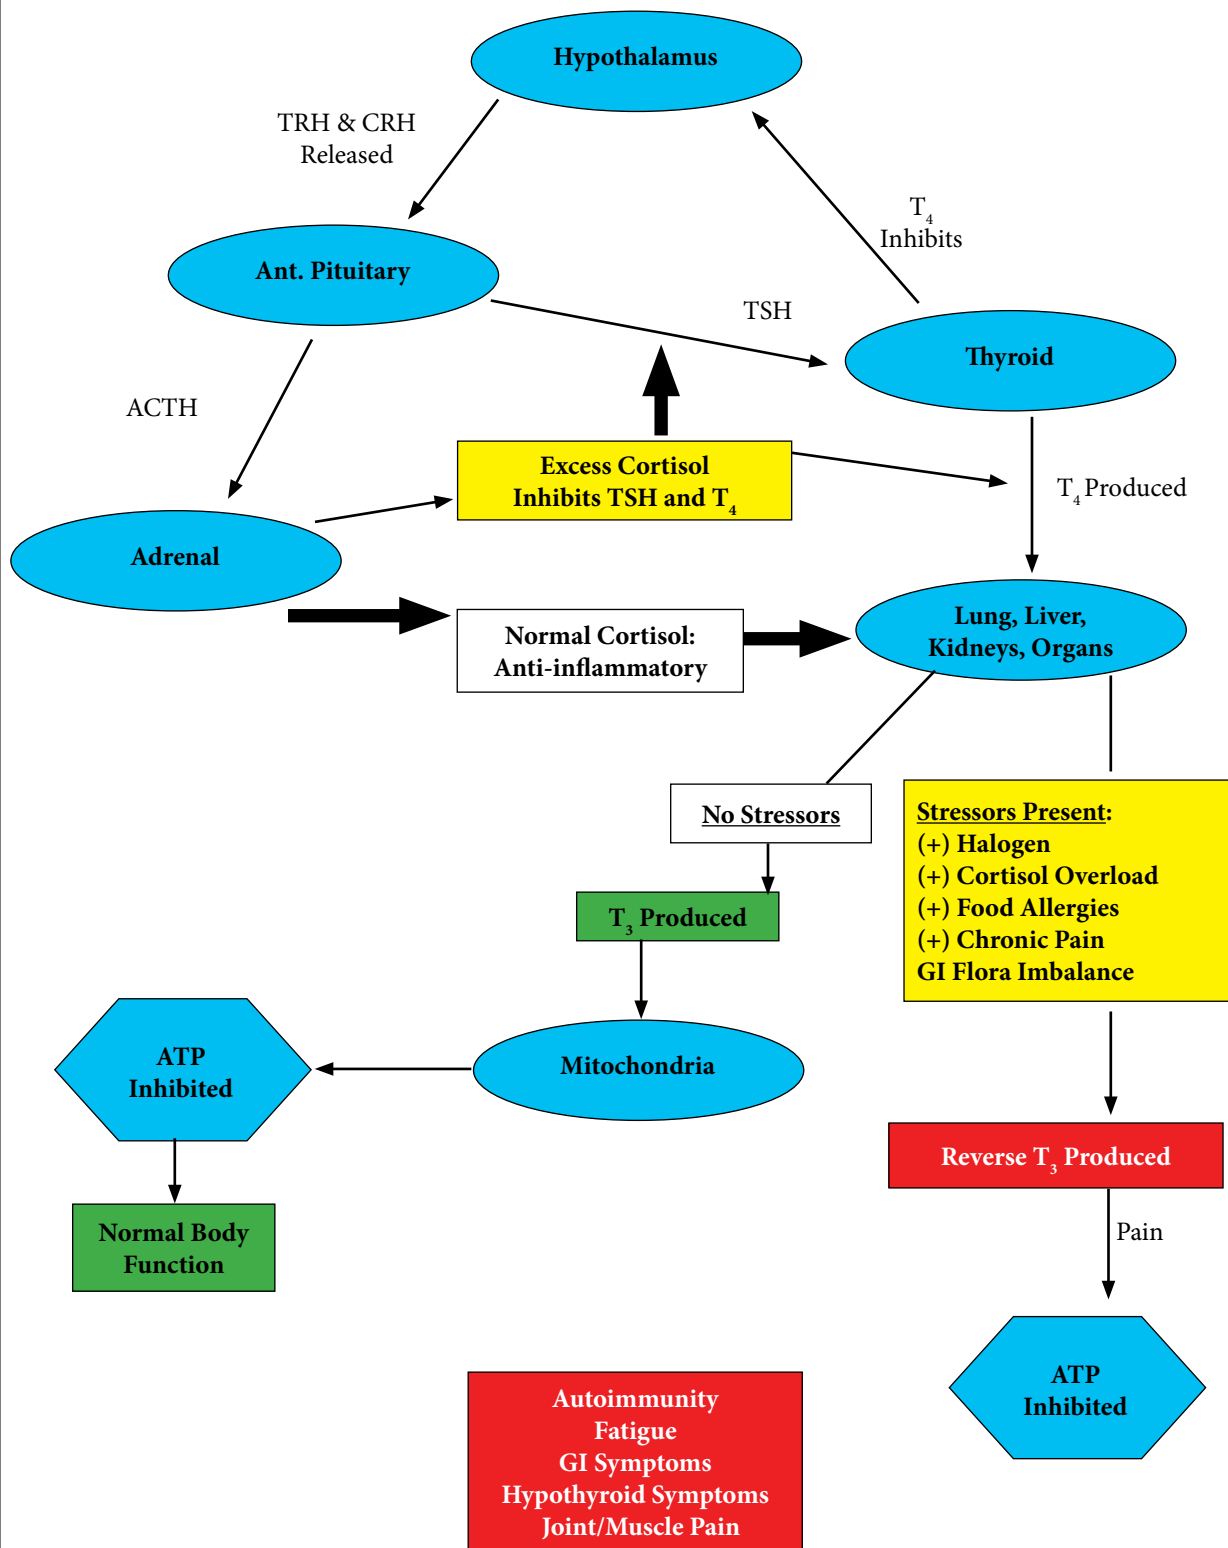 Hypothalamus
TRH & CRH
Released
T₄
Inhibits
Ant. Pituitary
TSH
Thyroid
ACTH
Excess Cortisol
Inhibits TSH and T₄
T₄ Produced
Adrenal
Normal Cortisol:
Anti-inflammatory
Lung, Liver,
Kidneys, Organs
No Stressors
Stressors Present:
(+) Halogen
(+) Cortisol Overload
(+) Food Allergies
(+) Chronic Pain
GI Flora Imbalance
T₃ Produced
ATP
Inhibited
Mitochondria
Reverse T₃ Produced
Normal Body
Function
Pain
ATP
Inhibited
Autoimmunity
Fatigue
GI Symptoms
Hypothyroid Symptoms
Joint/Muscle Pain